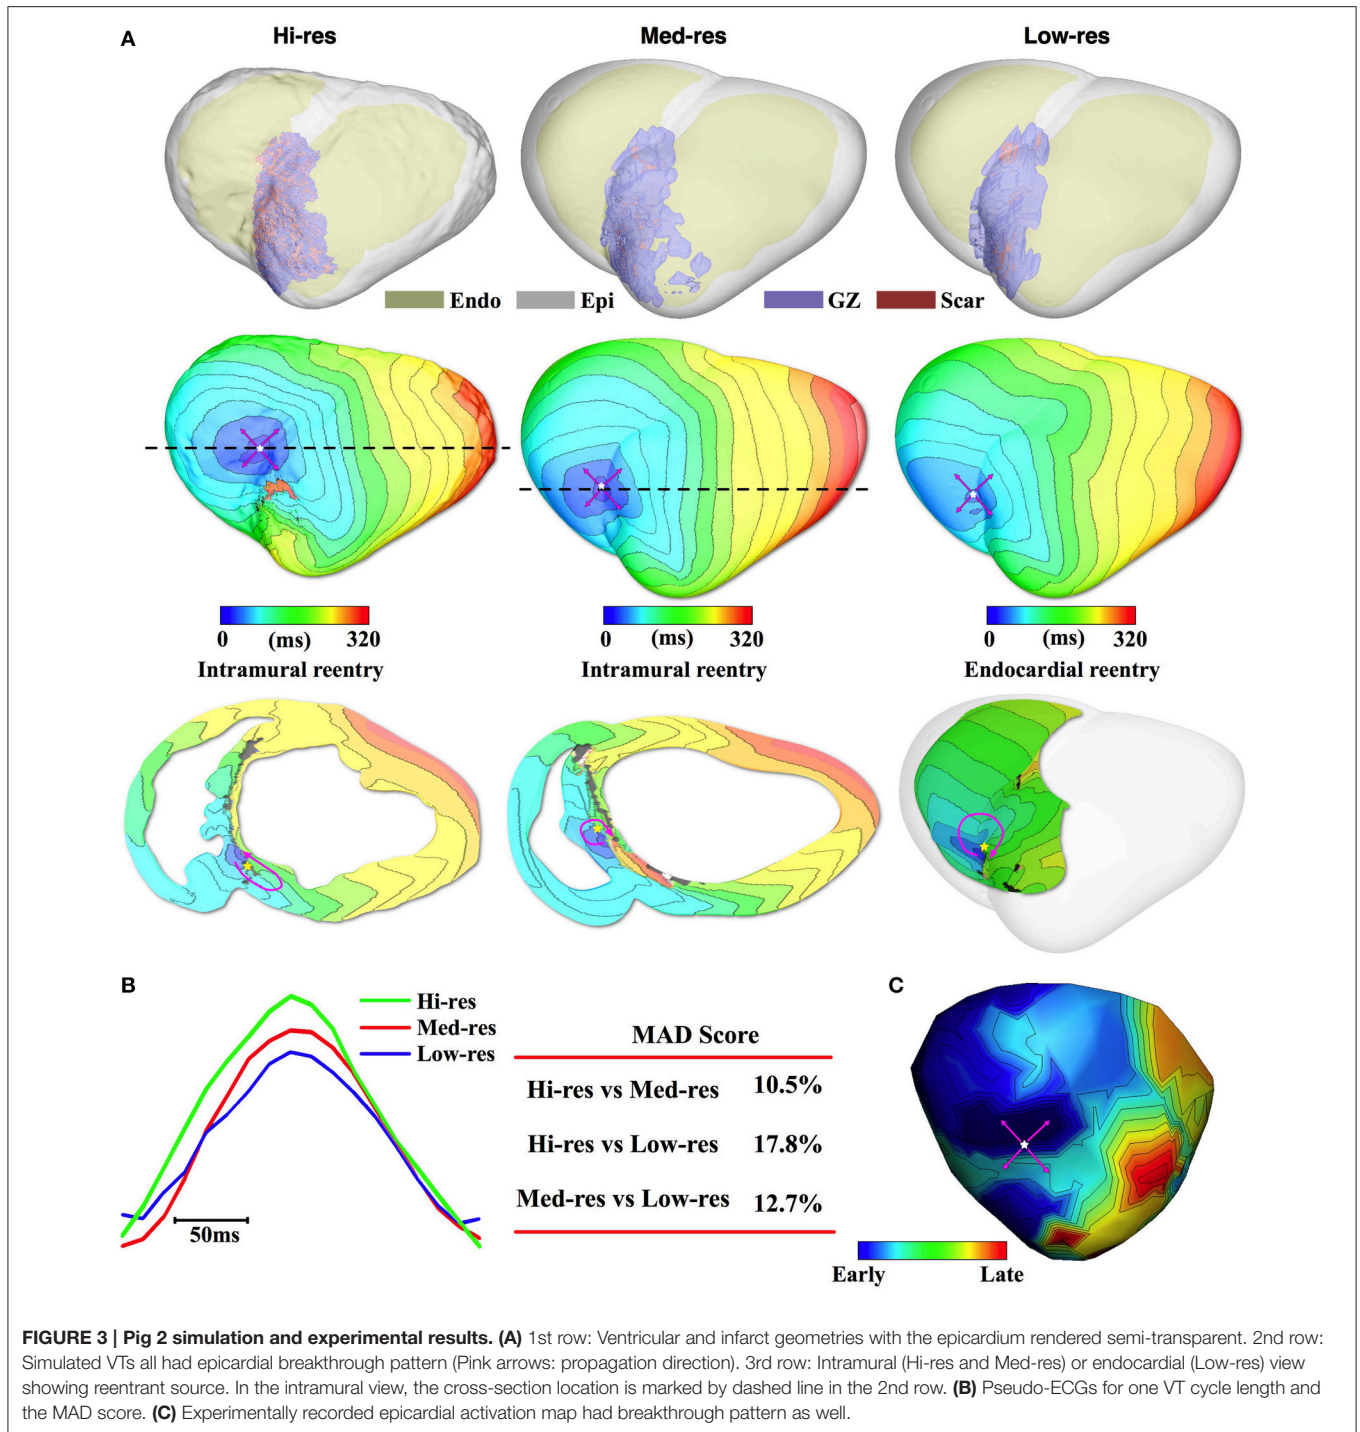 A
Hi-res
Med-res
Low-res
Endo
Epi
GZ
Scar
0 (ms) 320
0 (ms) 320
0 (ms) 320
Intramural reentry
Intramural reentry
Endocardial reentry
B
Hi-res
Med-res
Low-res
50ms
MAD Score
Hi-res vs Med-res 10.5%
Hi-res vs Low-res 17.8%
Med-res vs Low-res 12.7%
C
Early
Late
FIGURE 3 | Pig 2 simulation and experimental results. (A) 1st row: Ventricular and infarct geometries with the epicardium rendered semi-transparent. 2nd row:
Simulated VTs all had epicardial breakthrough pattern (Pink arrows: propagation direction). 3rd row: Intramural (Hi-res and Med-res) or endocardial (Low-res) view
showing reentrant source. In the intramural view, the cross-section location is marked by dashed line in the 2nd row. (B) Pseudo-ECGs for one VT cycle length and
the MAD score. (C) Experimentally recorded epicardial activation map had breakthrough pattern as well.